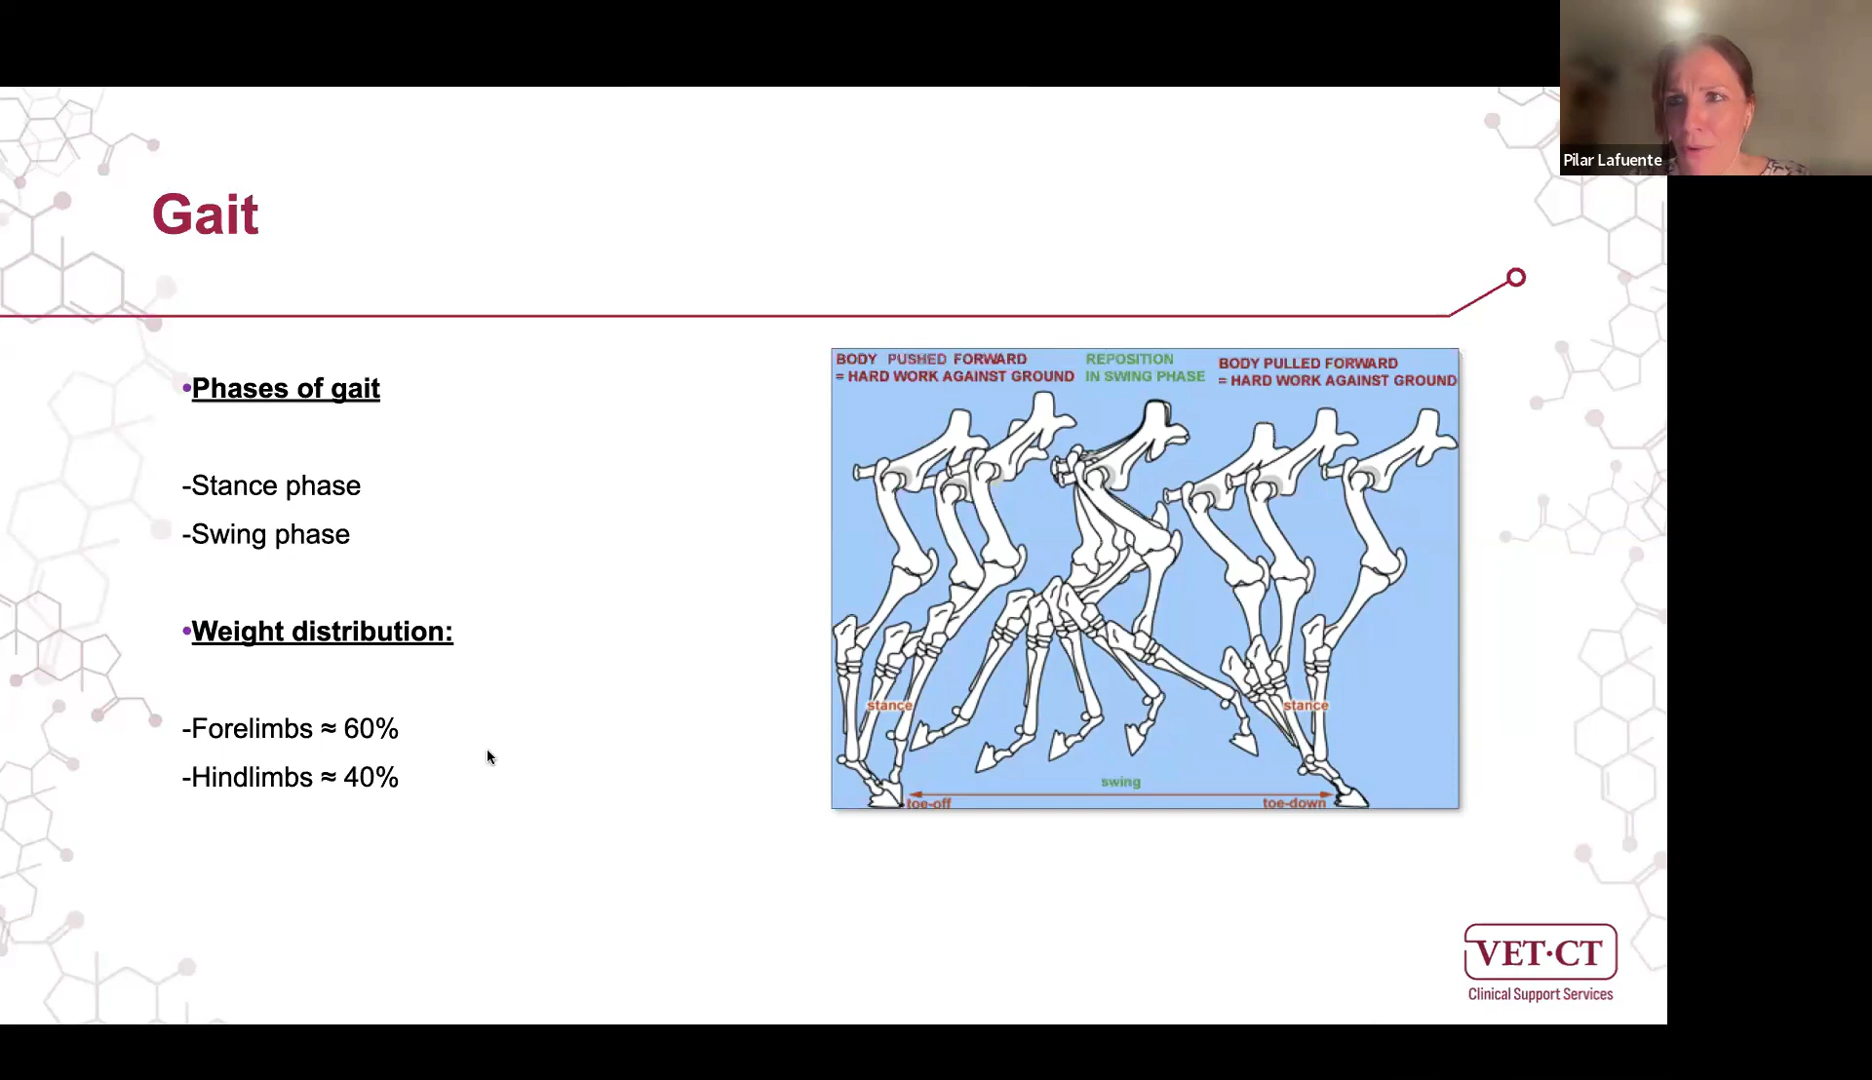 Pilar Lafuente
Gait
•Phases of gait
-Stance phase
-Swing phase
•Weight distribution:
-Forelimbs ≈ 60%
-Hindlimbs ≈ 40%
BODY PUSHED FORWARD
= HARD WORK AGAINST GROUND
REPOSITION
IN SWING PHASE
BODY PULLED FORWARD
= HARD WORK AGAINST GROUND
stance
stance
swing
toe-off
toe-down
VET·CT
Clinical Support Services